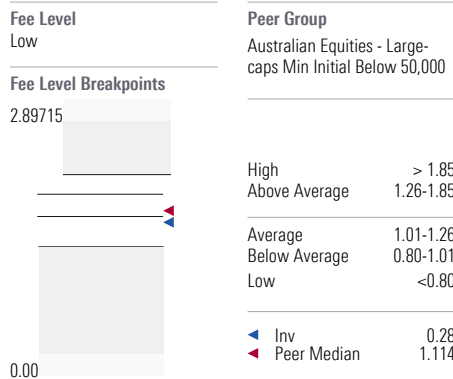 Fee Level
Low
Fee Level Breakpoints
2.89715
0.00
Peer Group
Australian Equities - Large-
caps Min Initial Below 50,000
High > 1.85
Above Average 1.26-1.85
Average 1.01-1.26
Below Average 0.80-1.01
Low <0.80
Inv 0.28
Peer Median 1.114